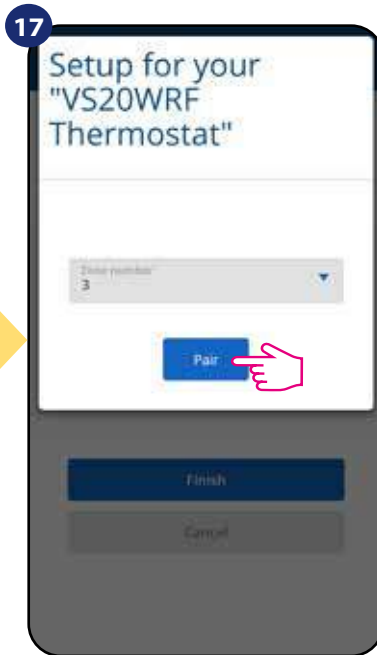 17
Setup for your
"VS20WRF
Thermostat"
Zone number
3
Pair
Finish
Cancel